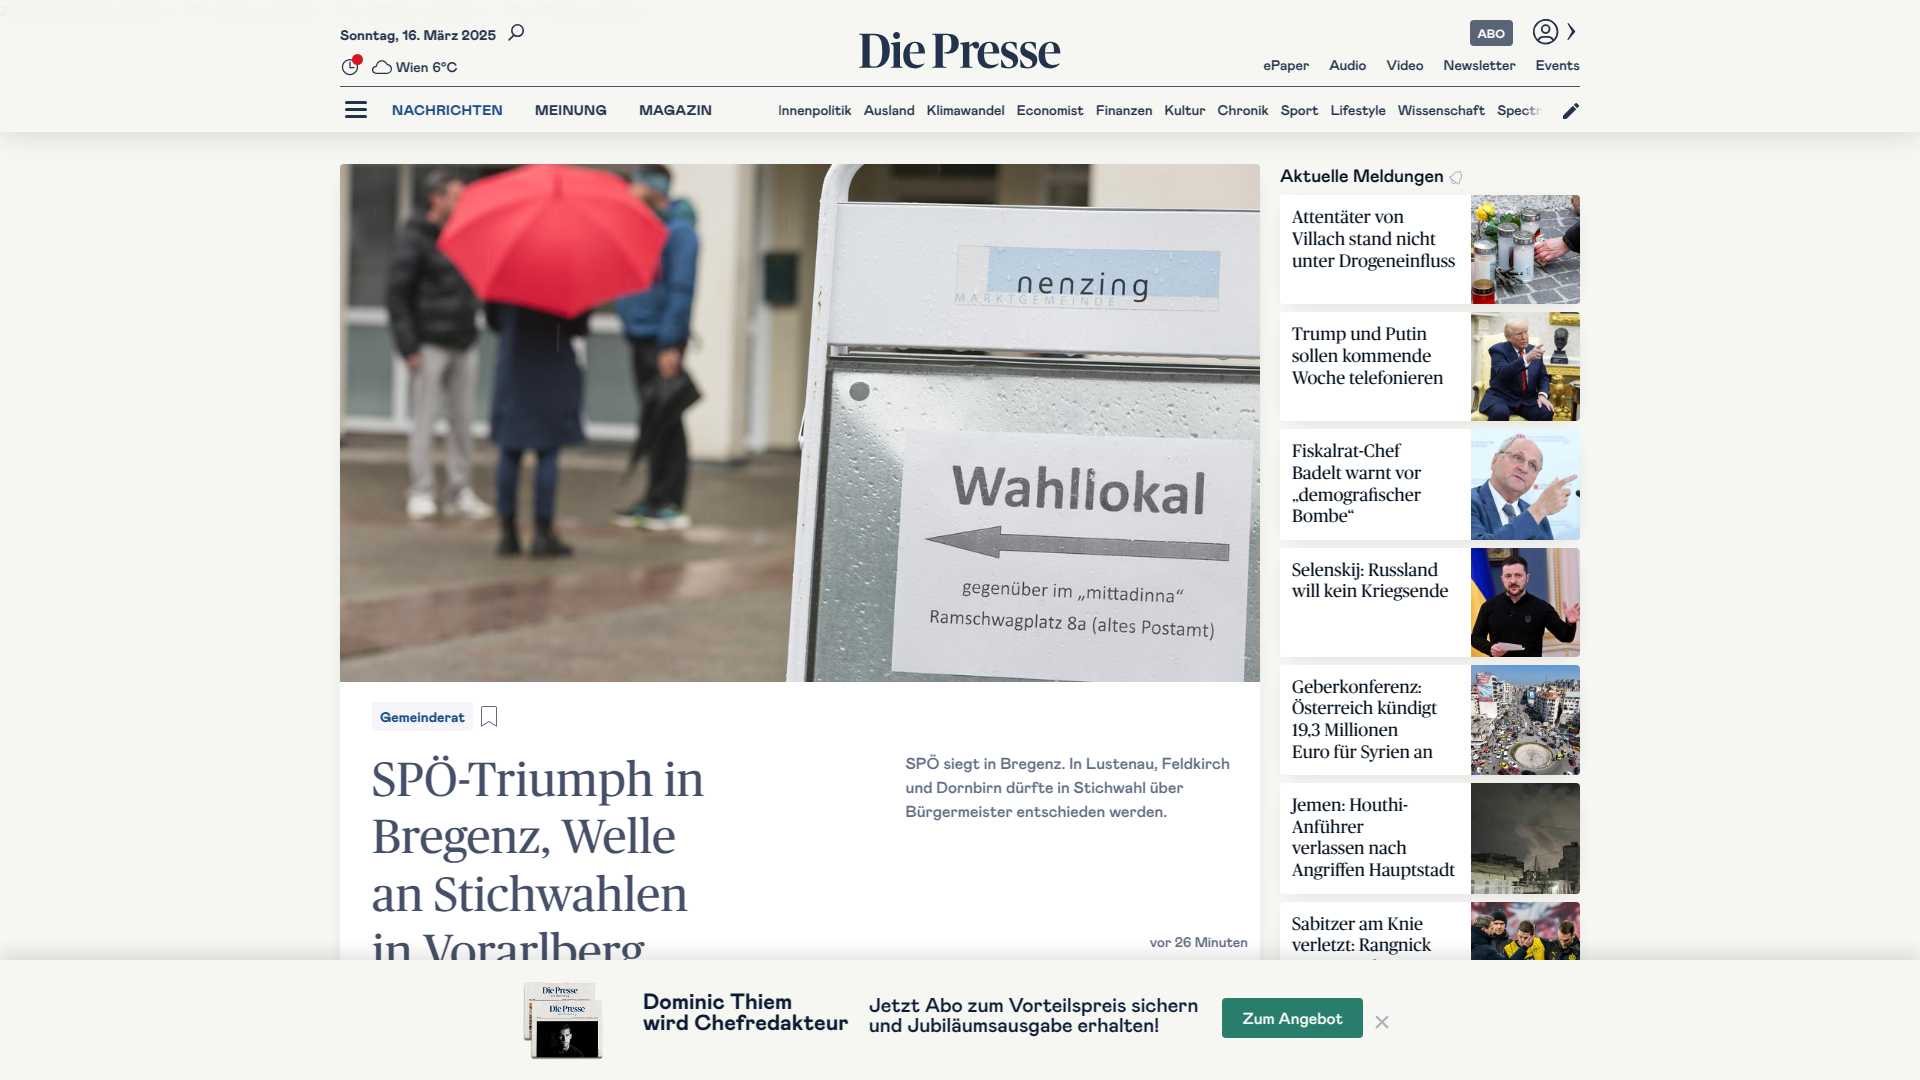 Sonntag, 16. März 2025
Wien 6°C
Die Presse
ABO
ePaper Audio Video Newsletter Events
NACHRICHTEN MEINUNG MAGAZIN
Innenpolitik Ausland Klimawandel Economist Finanzen Kultur Chronik Sport Lifestyle Wissenschaft Spectr
nenzing
MARKTGEMEINDE
Wahllokal
gegenüber im „mittadinna“
Ramschwagplatz 8a (altes Postamt)
Gemeinderat
SPÖ-Triumph in
Bregenz, Welle
an Stichwahlen
in Vorarlberg
SPÖ siegt in Bregenz. In Lustenau, Feldkirch
und Dornbirn dürfte in Stichwahl über
Bürgermeister entschieden werden.
vor 26 Minuten
Aktuelle Meldungen
Attentäter von
Villach stand nicht
unter Drogeneinfluss
Trump und Putin
sollen kommende
Woche telefonieren
Fiskalrat-Chef
Badelt warnt vor
„demografischer
Bombe“
Selenskij: Russland
will kein Kriegsende
Geberkonferenz:
Österreich kündigt
19,3 Millionen
Euro für Syrien an
Jemen: Houthi-
Anführer
verlassen nach
Angriffen Hauptstadt
Sabitzer am Knie
verletzt: Rangnick
Die Presse
Die Presse
Dominic Thiem
wird Chefredakteur
Jetzt Abo zum Vorteilspreis sichern
und Jubiläumsausgabe erhalten!
Zum Angebot